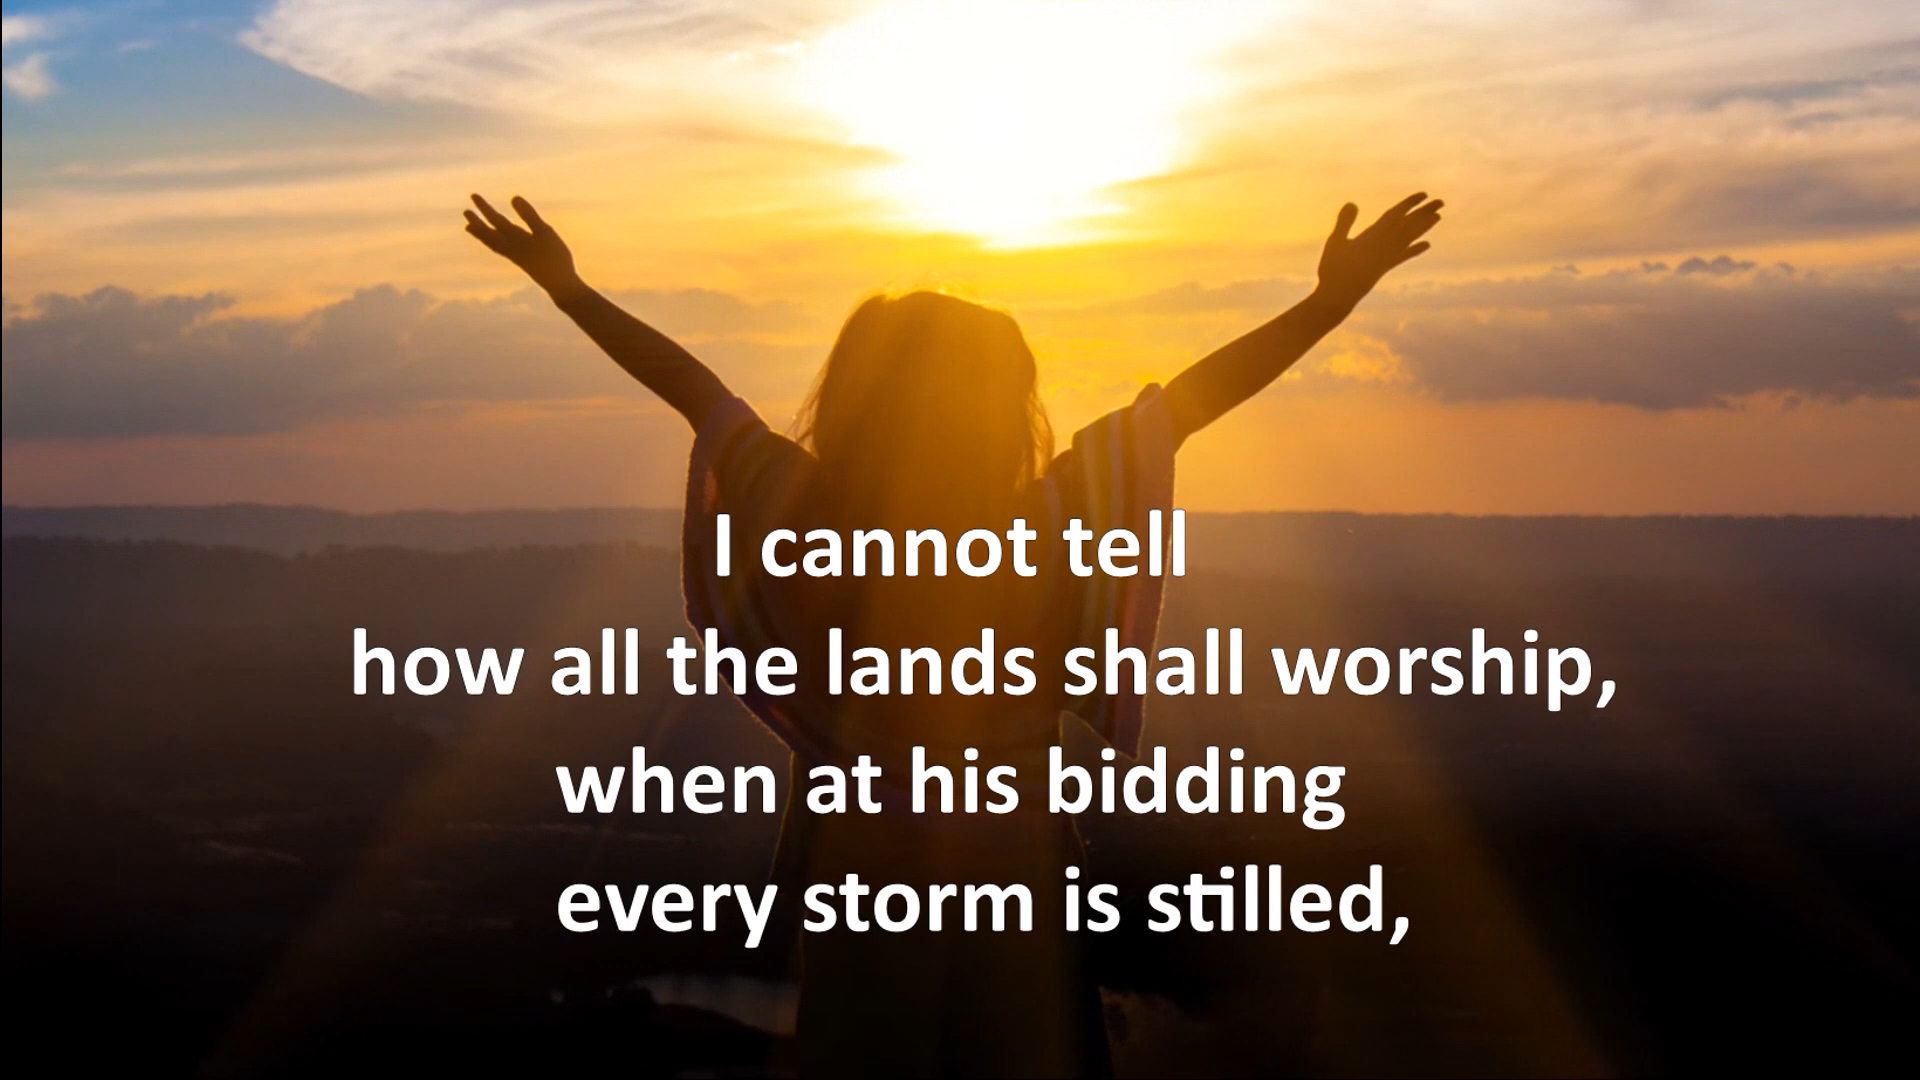 I cannot tell
how all the lands shall worship,
when at his bidding
every storm is stilled,